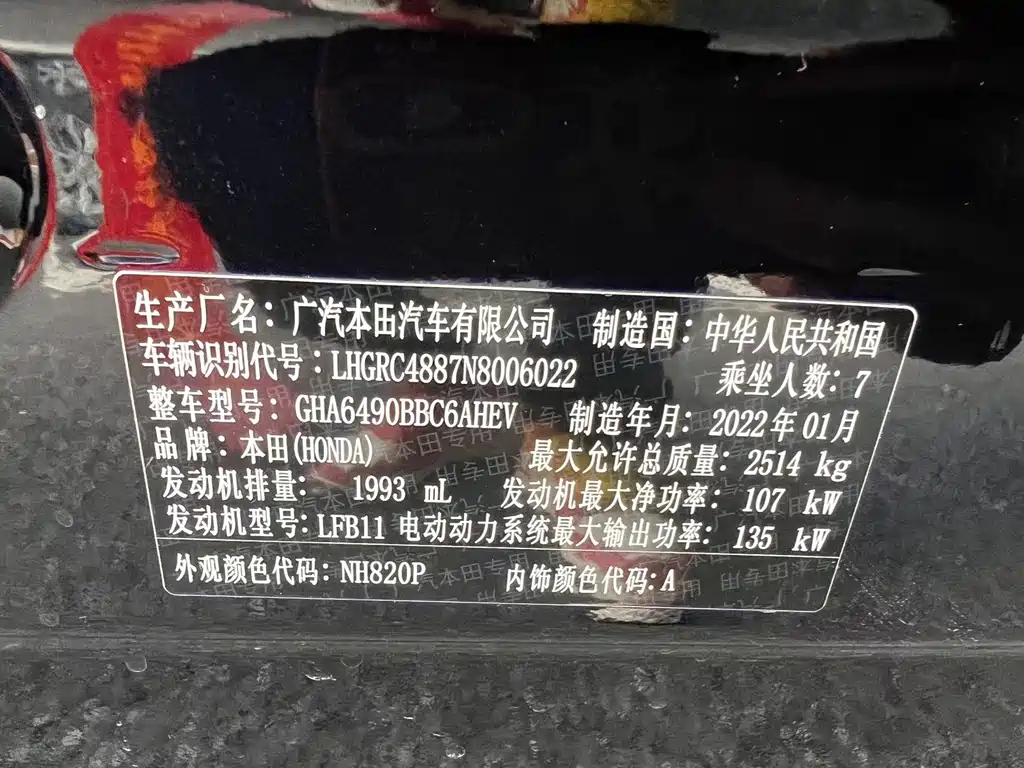 生产厂名：广汽本田汽车有限公司 制造国：中华人民共和国
车辆识别代号：LHGRC4887N8006022 乘坐人数：7
整车型号：GHA6490BBC6AHEV 制造年月：2022年01月
品牌：本田(HONDA) 最大允许总质量：2514 kg
发动机排量：1993 mL 发动机最大净功率：107 kW
发动机型号：LFB11 电动动力系统最大输出功率：135 kW
外观颜色代码：NH820P 内饰颜色代码：A